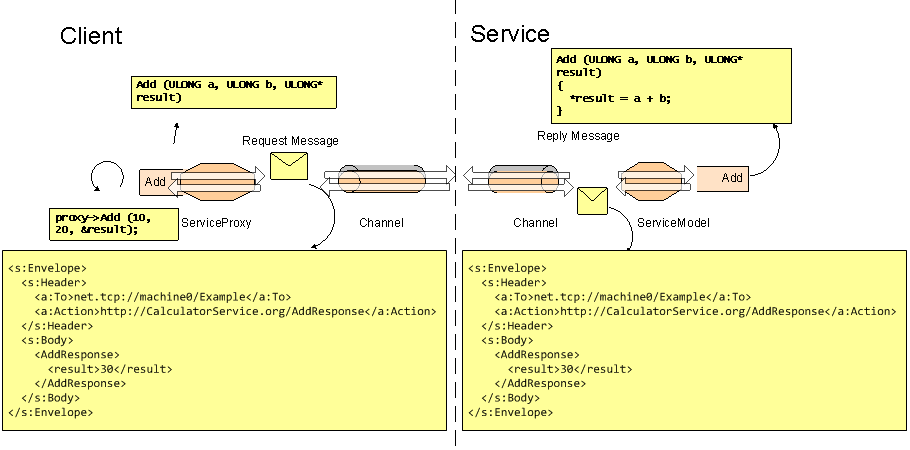 Client
Service
Add (ULONG a, ULONG b, ULONG*
result)
Add (ULONG a, ULONG b, ULONG*
result)
{
*result = a + b;
}
Request Message
Reply Message
Add
Add
proxy->Add (10,
20, &result);
ServiceProxy
Channel
Channel
ServiceModel
<s:Envelope>
<s:Header>
<a:To>net.tcp://machine0/Example</a:To>
<a:Action>http://CalculatorService.org/AddResponse</a:Action>
</s:Header>
<s:Body>
<AddResponse>
<result>30</result>
</AddResponse>
</s:Body>
</s:Envelope>
<s:Envelope>
<s:Header>
<a:To>net.tcp://machine0/Example</a:To>
<a:Action>http://CalculatorService.org/AddResponse</a:Action>
</s:Header>
<s:Body>
<AddResponse>
<result>30</result>
</AddResponse>
</s:Body>
</s:Envelope>